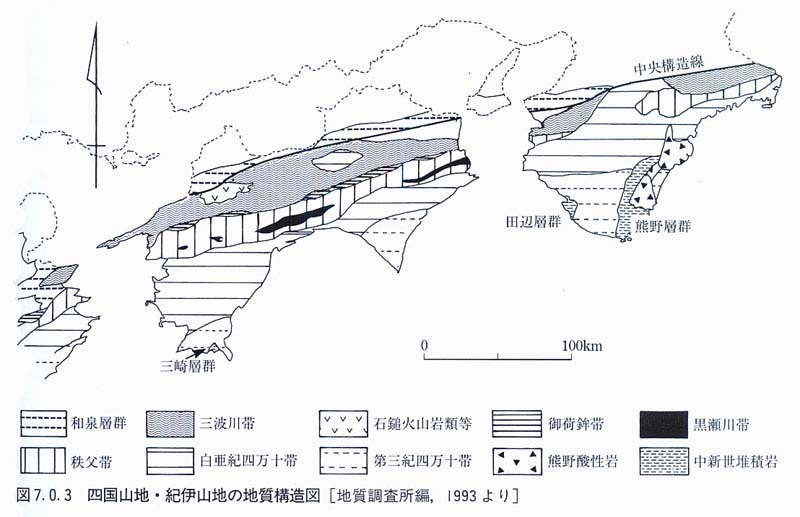 中央構造線
田辺層群
熊野層群
三崎層群
0 100km
和泉層群 三波川帯 石鎚火山岩類等 御荷鉾帯 黒瀬川帯
秩父帯 白亜紀四万十帯 第三紀四万十帯 熊野酸性岩 中新世堆積岩
図7.0.3 四国山地・紀伊山地の地質構造図[地質調査所編,1993より]